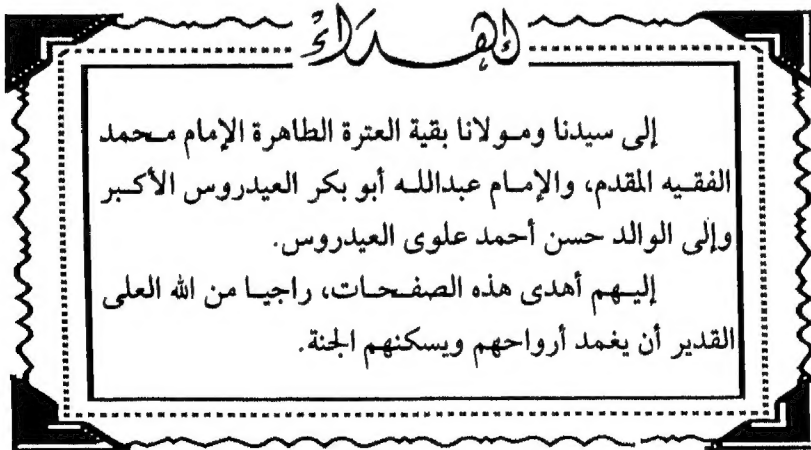 إهداء
إلى سيدنا ومولانا بقية العترة الطاهرة الإمام محمد
الفقيه المقدم، والإمام عبدالله أبو بكر العيدروس الأكبر
وإلى الوالد حسن أحمد علوى العيدروس.
إليهم أهدى هذه الصفحات، راجيا من الله العلى
القدير أن يغمد أرواحهم ويسكنهم الجنة.